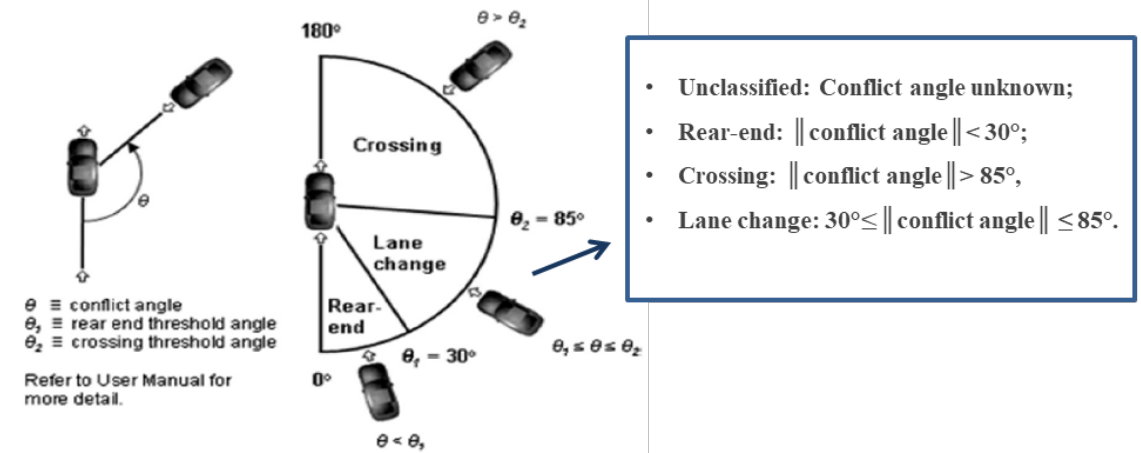 θ
θ ≡ conflict angle
θ₁ ≡ rear end threshold angle
θ₂ ≡ crossing threshold angle
Refer to User Manual for
more detail.
180°
θ > θ₂
Crossing
θ₂ = 85°
Lane
change
Rear-
end
θ₁ ≤ θ ≤ θ₂
θ₁ = 30°
0°
θ < θ₁
• Unclassified: Conflict angle unknown;
• Rear-end: ‖conflict angle‖< 30°;
• Crossing: ‖conflict angle‖> 85°,
• Lane change: 30°≤‖conflict angle‖ ≤85°.